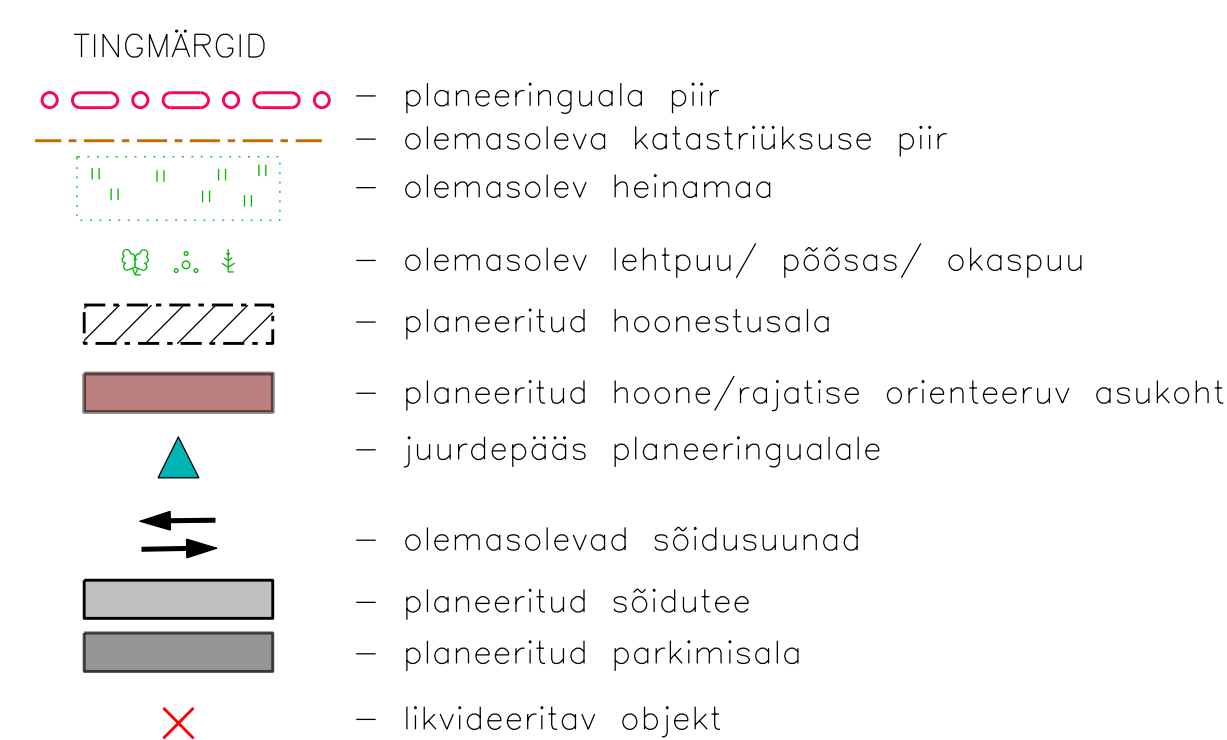 TINGMÄRGID
– planeeringuala piir
– olemasoleva katastriüksuse piir
– olemasolev heinamaa
– olemasolev lehtpuu/ põõsas/ okaspuu
– planeeritud hoonestusala
– planeeritud hoone/rajatise orienteeruv asukoht
– juurdepääs planeeringualale
– olemasolevad sõidusuunad
– planeeritud sõidutee
– planeeritud parkimisala
– likvideeritav objekt